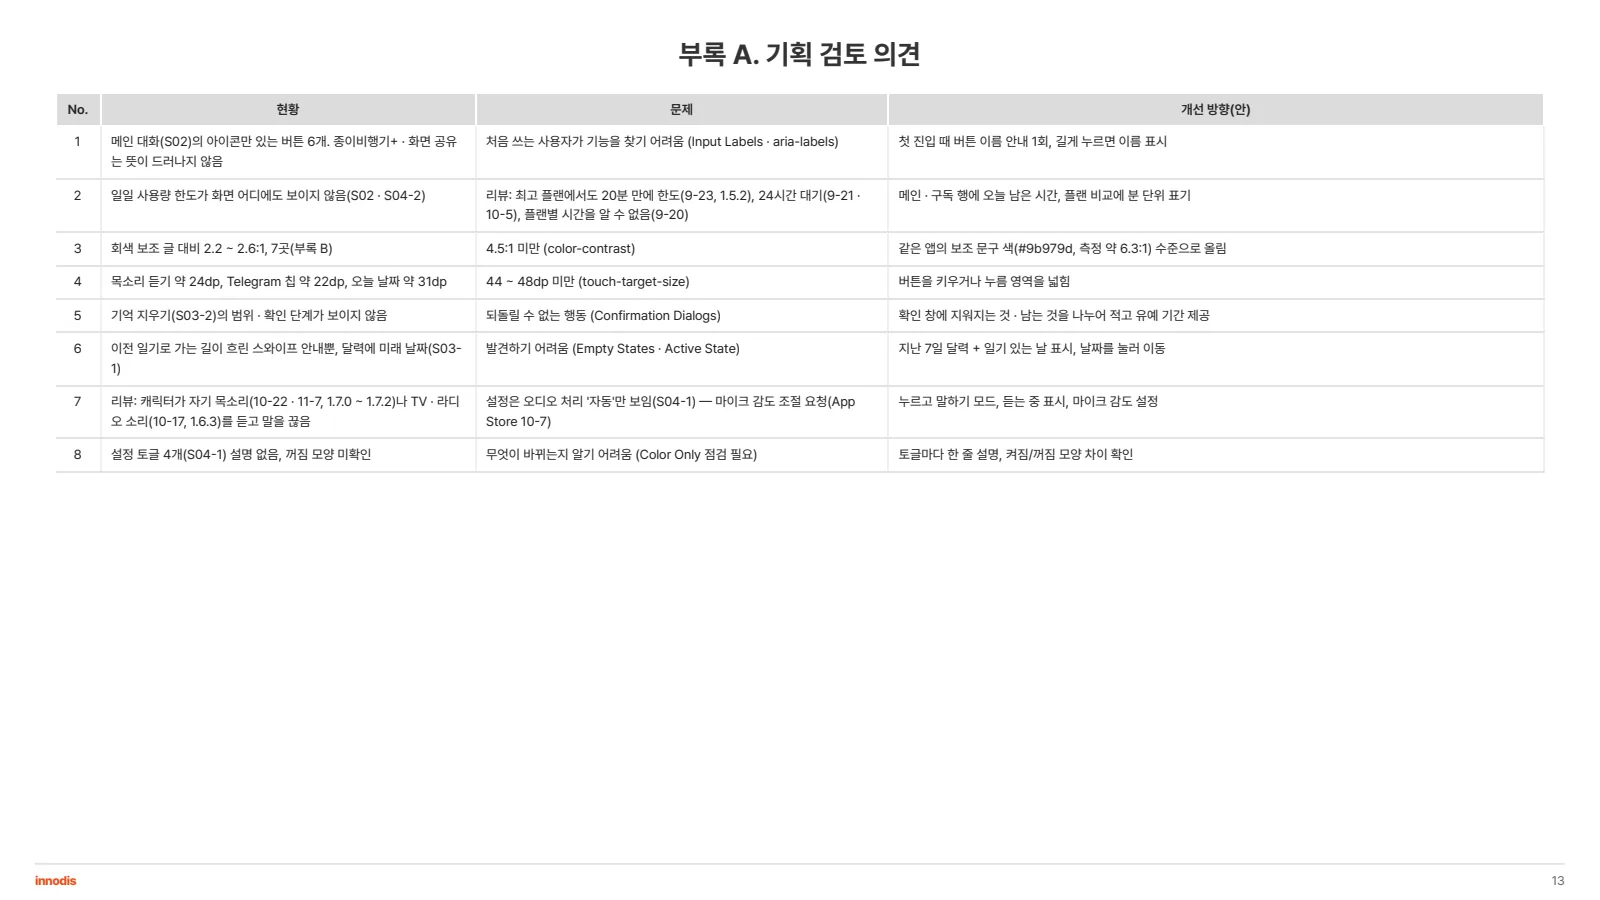 부록 A. 기획 검토 의견
No. 현황 문제 개선 방향(안)
1 메인 대화(S02)의 아이콘만 있는 버튼 6개. 종이비행기+ · 화면 공유 처음 쓰는 사용자가 기능을 찾기 어려움 (Input Labels · aria-labels) 첫 진입 때 버튼 이름 안내 1회, 길게 누르면 이름 표시
는 뜻이 드러나지 않음
2 일일 사용량 한도가 화면 어디에도 보이지 않음(S02 · S04-2) 리뷰: 최고 플랜에서도 20분 만에 한도(9-23, 1.5.2), 24시간 대기(9-21 · 메인 · 구독 행에 오늘 남은 시간, 플랜 비교에 분 단위 표기
10-5), 플랜별 시간을 알 수 없음(9-20)
3 회색 보조 글 대비 2.2 ~ 2.6:1, 7곳(부록 B) 4.5:1 미만 (color-contrast) 같은 앱의 보조 문구 색(#9b979d, 측정 약 6.3:1) 수준으로 올림
4 목소리 듣기 약 24dp, Telegram 칩 약 22dp, 오늘 날짜 약 31dp 44 ~ 48dp 미만 (touch-target-size) 버튼을 키우거나 누름 영역을 넓힘
5 기억 지우기(S03-2)의 범위 · 확인 단계가 보이지 않음 되돌릴 수 없는 행동 (Confirmation Dialogs) 확인 창에 지워지는 것 · 남는 것을 나누어 적고 유예 기간 제공
6 이전 일기로 가는 길이 흐린 스와이프 안내뿐, 달력에 미래 날짜(S03- 발견하기 어려움 (Empty States · Active State) 지난 7일 달력 + 일기 있는 날 표시, 날짜를 눌러 이동
1)
7 리뷰: 캐릭터가 자기 목소리(10-22 · 11-7, 1.7.0 ~ 1.7.2)나 TV · 라디 설정은 오디오 처리 '자동'만 보임(S04-1) — 마이크 감도 조절 요청(App 누르고 말하기 모드, 듣는 중 표시, 마이크 감도 설정
오 소리(10-17, 1.6.3)를 듣고 말을 끊음 Store 10-7)
8 설정 토글 4개(S04-1) 설명 없음, 꺼짐 모양 미확인 무엇이 바뀌는지 알기 어려움 (Color Only 점검 필요) 토글마다 한 줄 설명, 켜짐/꺼짐 모양 차이 확인
innodis 13